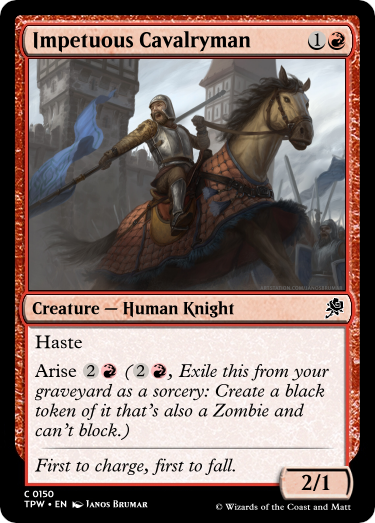 Impetuous Cavalryman 1
Creature — Human Knight
Haste
Arise 2 ( 2 , Exile this from your
graveyard as a sorcery: Create a black
token of it that's also a Zombie and
can't block.)
First to charge, first to fall.
2/1
C 0150
TPW • EN Janos Brumar © Wizards of the Coast and Matt